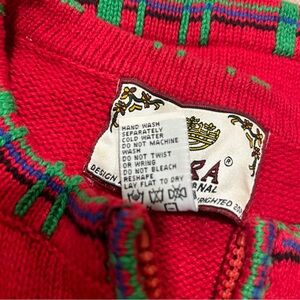 HAND WASH
SEPARATELY
COLD WATER
DO NOT MACHINE
WASH
DO NOT TWIST
OR WRING
DO NOT BLEACH
RESHAPE
LAY FLAT TO DRY
RA®
DESIGN
NAL